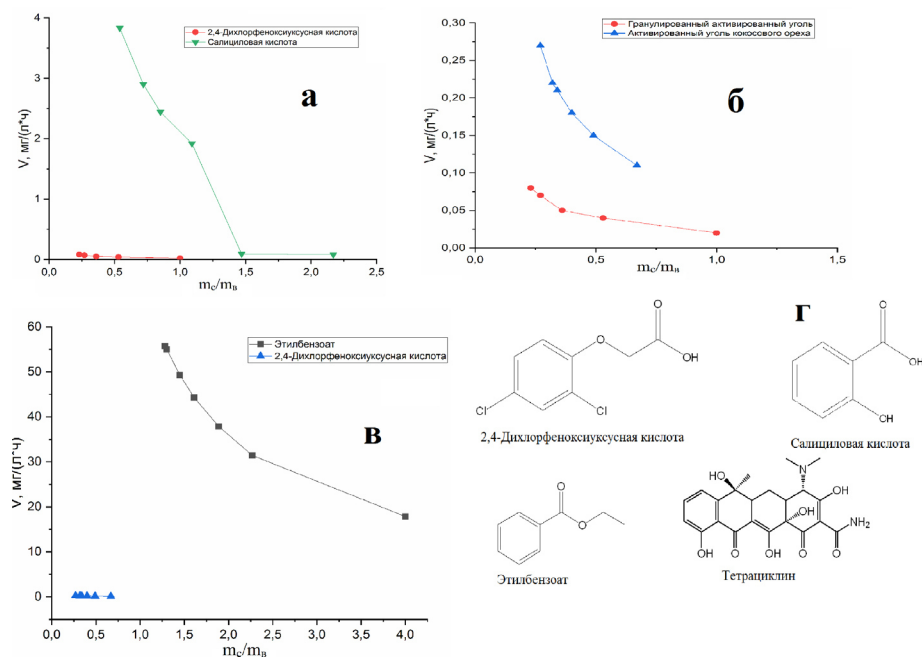 4
3
2
1
0
V, мг/(л*ч)
2,4-Дихлорфеноксиуксусная кислота
Салициловая кислота
а
0,0 0,5 1,0 1,5 2,0 2,5
mс/mв
0,30
0,25
0,20
0,15
0,10
0,05
0,00
V, мг/(л*ч)
Гранулированный активированный уголь
Активированный уголь кокосового ореха
б
0,0 0,5 1,0 1,5
mс/mв
60
50
40
30
20
10
0
V, мг/(л*ч)
Этилбензоат
2,4-Дихлорфеноксиуксусная кислота
в
0,0 0,5 1,0 1,5 2,0 2,5 3,0 3,5 4,0
mс/mв
г
O
O
OH
Cl
Cl
2,4-Дихлорфеноксиуксусная кислота
O
OH
OH
Салициловая кислота
O
O
Этилбензоат
HO
N
OH
OH
NH2
OH
O
OH
O
O
Тетрациклин